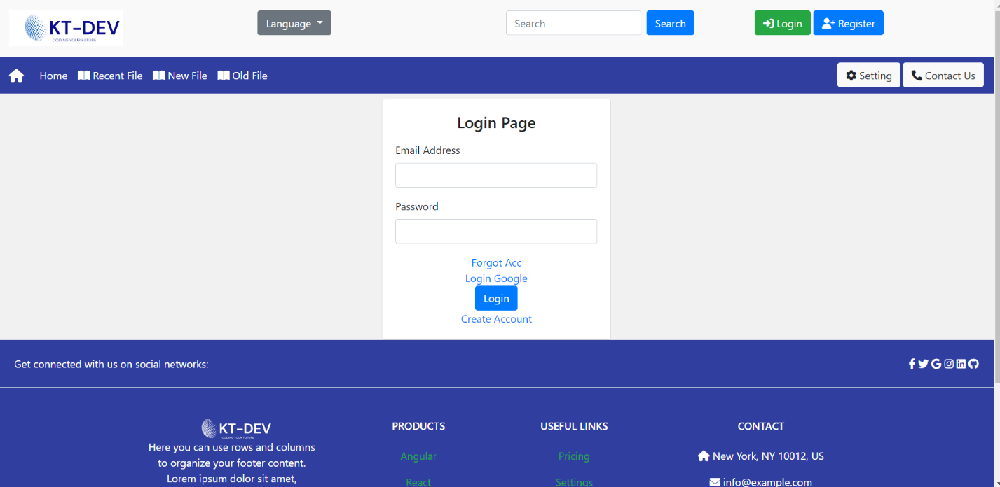 KT-DEV
CODING YOUR FUTURE
Language
Search
Search
Login
Register
Home
Recent File
New File
Old File
Setting
Contact Us
Login Page
Email Address
Password
Forgot Acc
Login Google
Login
Create Account
Get connected with us on social networks:
KT-DEV
CODING YOUR FUTURE
Here you can use rows and columns
to organize your footer content.
Lorem ipsum dolor sit amet,
PRODUCTS
Angular
React
USEFUL LINKS
Pricing
Settings
CONTACT
New York, NY 10012, US
info@example.com